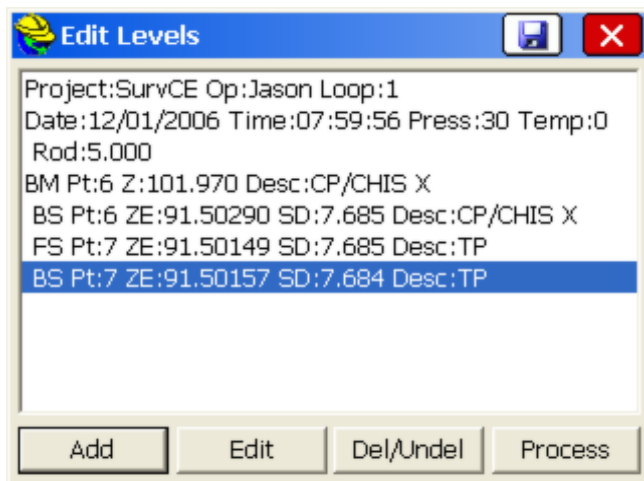 Edit Levels
Project:SurvCE Op:Jason Loop:1
Date:12/01/2006 Time:07:59:56 Press:30 Temp:0
Rod:5.000
BM Pt:6 Z:101.970 Desc:CP/CHIS X
BS Pt:6 ZE:91.50290 SD:7.685 Desc:CP/CHIS X
FS Pt:7 ZE:91.50149 SD:7.685 Desc:TP
BS Pt:7 ZE:91.50157 SD:7.684 Desc:TP
Add Edit Del/Undel Process